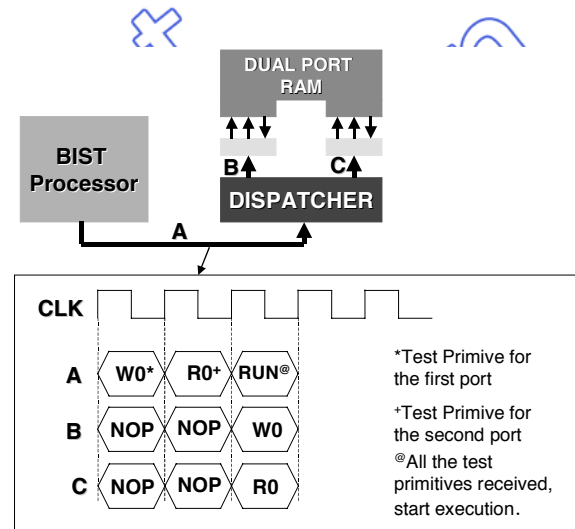 DUAL PORT
RAM
BIST
Processor
B
C
DISPATCHER
A
CLK
A W0* R0+ RUN@
B NOP NOP W0
C NOP NOP R0
*Test Primive for
the first port
+Test Primive for
the second port
@All the test
primitives received,
start execution.